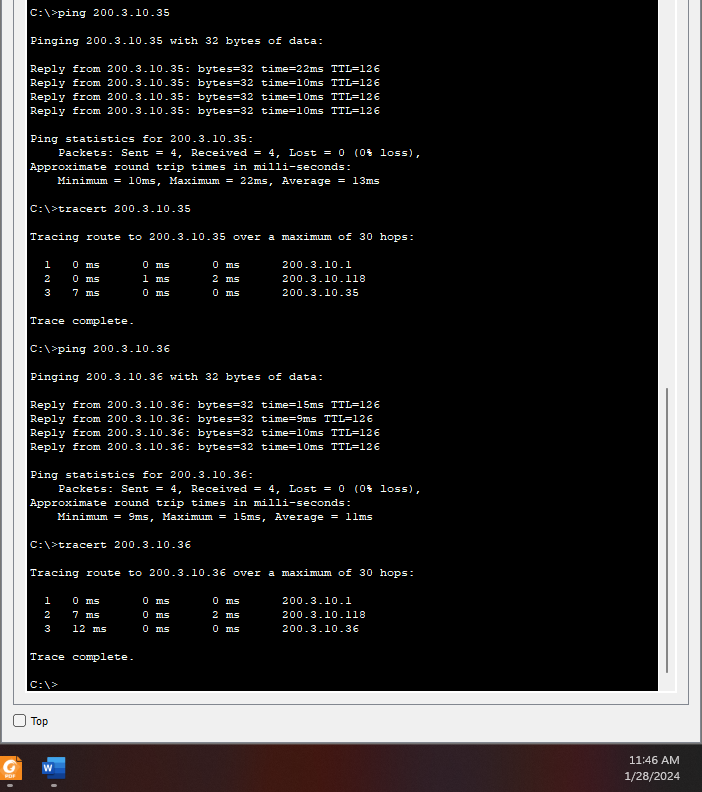 C:\>ping 200.3.10.35
Pinging 200.3.10.35 with 32 bytes of data:
Reply from 200.3.10.35: bytes=32 time=22ms TTL=126
Reply from 200.3.10.35: bytes=32 time=10ms TTL=126
Reply from 200.3.10.35: bytes=32 time=10ms TTL=126
Reply from 200.3.10.35: bytes=32 time=10ms TTL=126
Ping statistics for 200.3.10.35:
    Packets: Sent = 4, Received = 4, Lost = 0 (0% loss),
Approximate round trip times in milli-seconds:
    Minimum = 10ms, Maximum = 22ms, Average = 13ms
C:\>tracert 200.3.10.35
Tracing route to 200.3.10.35 over a maximum of 30 hops:
  1   0 ms      0 ms      0 ms      200.3.10.1
  2   0 ms      1 ms      2 ms      200.3.10.118
  3   7 ms      0 ms      0 ms      200.3.10.35
Trace complete.
C:\>ping 200.3.10.36
Pinging 200.3.10.36 with 32 bytes of data:
Reply from 200.3.10.36: bytes=32 time=15ms TTL=126
Reply from 200.3.10.36: bytes=32 time=9ms TTL=126
Reply from 200.3.10.36: bytes=32 time=10ms TTL=126
Reply from 200.3.10.36: bytes=32 time=10ms TTL=126
Ping statistics for 200.3.10.36:
    Packets: Sent = 4, Received = 4, Lost = 0 (0% loss),
Approximate round trip times in milli-seconds:
    Minimum = 9ms, Maximum = 15ms, Average = 11ms
C:\>tracert 200.3.10.36
Tracing route to 200.3.10.36 over a maximum of 30 hops:
  1   0 ms      0 ms      0 ms      200.3.10.1
  2   7 ms      0 ms      2 ms      200.3.10.118
  3   12 ms     0 ms      0 ms      200.3.10.36
Trace complete.
C:\>
Top
G
W
11:46 AM
1/28/2024